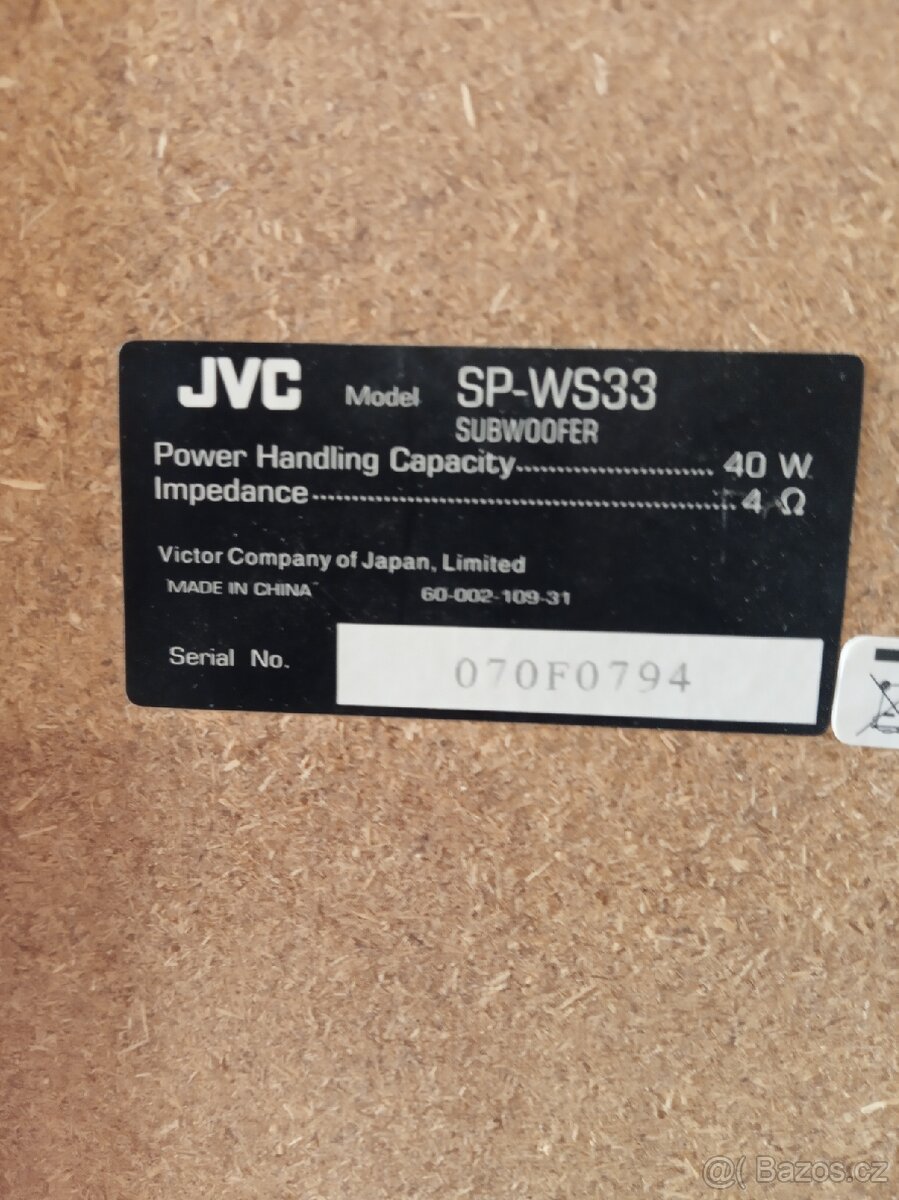 JVC Model SP-WS33
SUBWOOFER
Power Handling Capacity 40 W
Impedance 4 Ω
Victor Company of Japan, Limited
MADE IN CHINA 60-002-109-31
Serial No. 070F0794
@( Bazos.cz